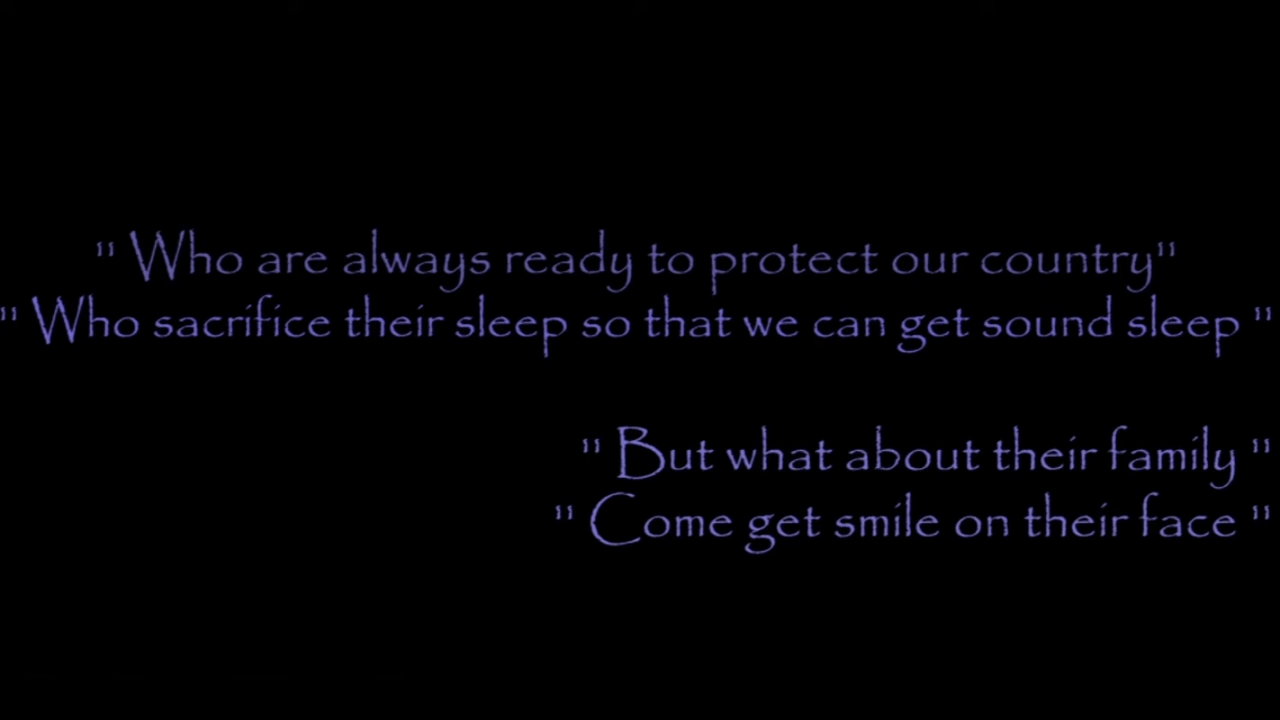 " Who are always ready to protect our country"
" Who sacrifice their sleep so that we can get sound sleep "
" But what about their family "
" Come get smile on their face "